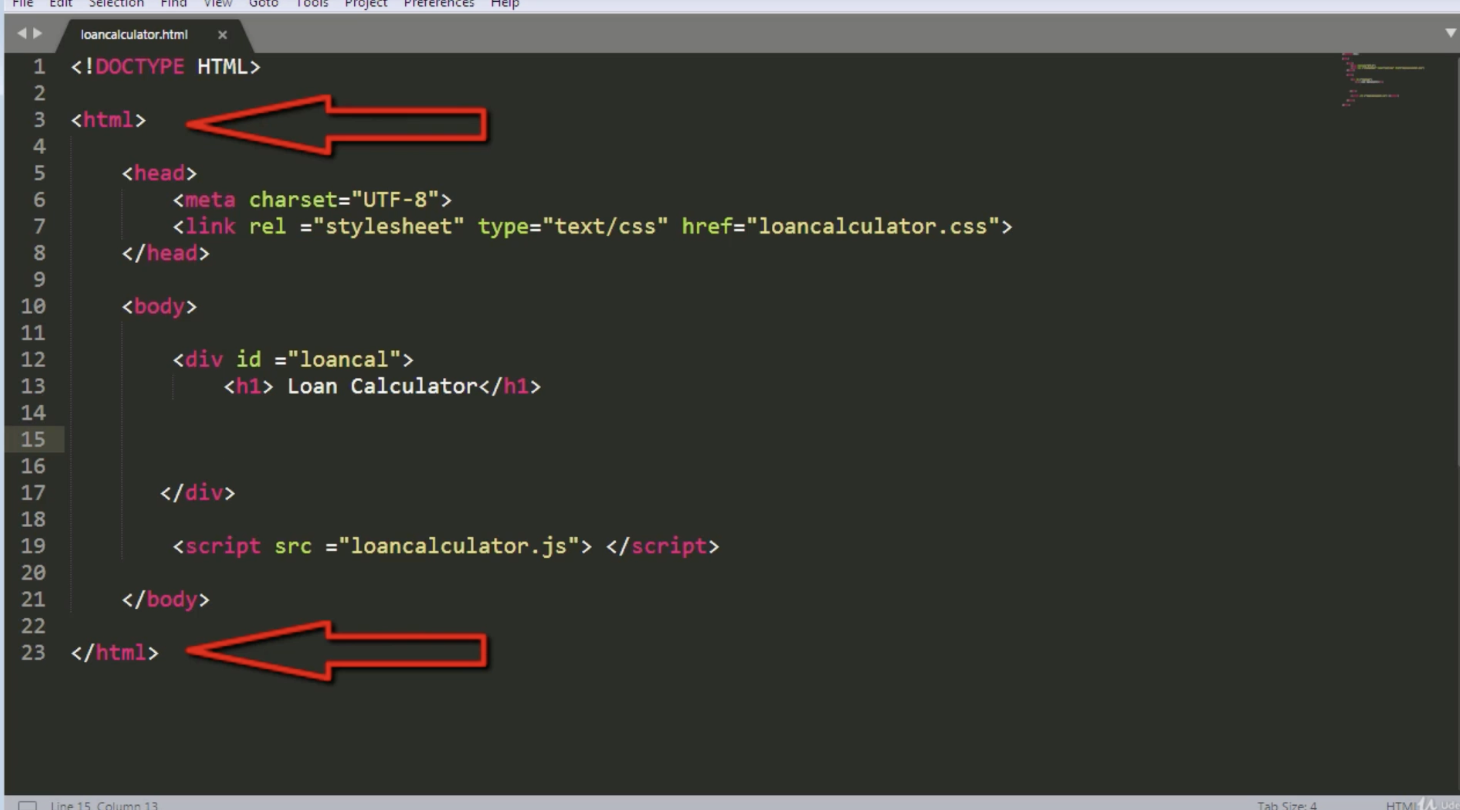 File Edit Selection Find View Goto Tools Project Preferences Help
loancalculator.html ×
1 <!DOCTYPE HTML>
2
3 <html>
4
5 <head>
6 <meta charset="UTF-8">
7 <link rel ="stylesheet" type="text/css" href="loancalculator.css">
8 </head>
9
10 <body>
11
12 <div id ="loancal">
13 <h1> Loan Calculator</h1>
14
15
16
17 </div>
18
19 <script src ="loancalculator.js"> </script>
20
21 </body>
22
23 </html>
Line 15, Column 13 Tab Size: 4 HTML